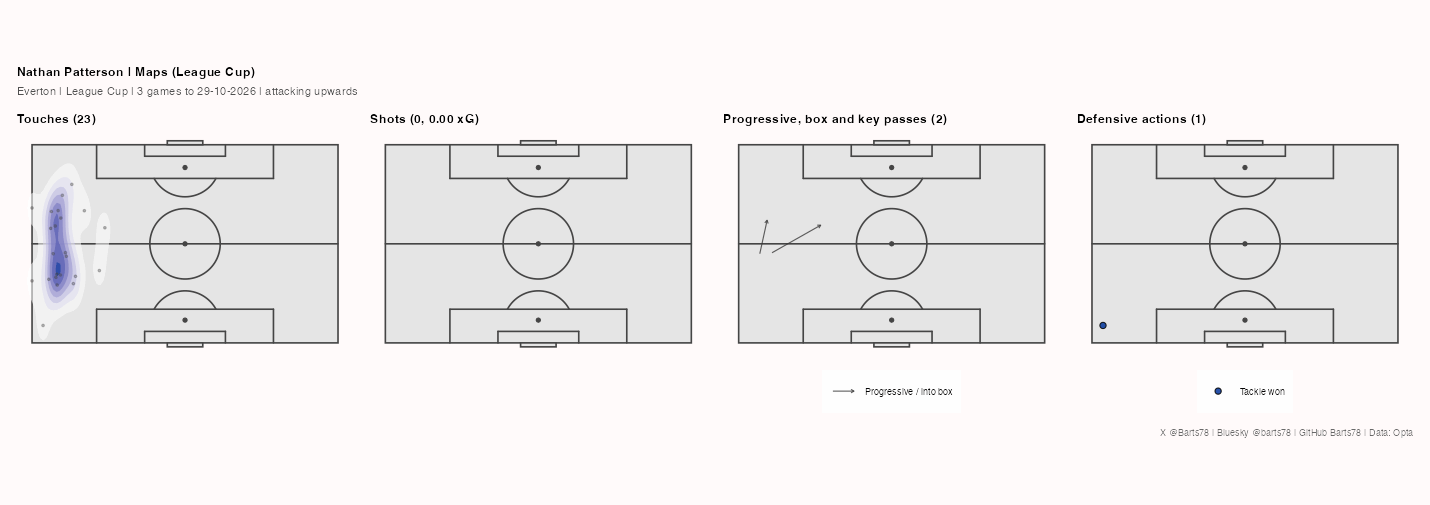 Nathan Patterson | Maps (League Cup)
Everton | League Cup | 3 games to 29-10-2026 | attacking upwards
Touches (23)
Shots (0, 0.00 xG)
Progressive, box and key passes (2)
Defensive actions (1)
Progressive / into box
Tackle won
X @Barts78 | Bluesky @barts78 | GitHub Barts78 | Data: Opta